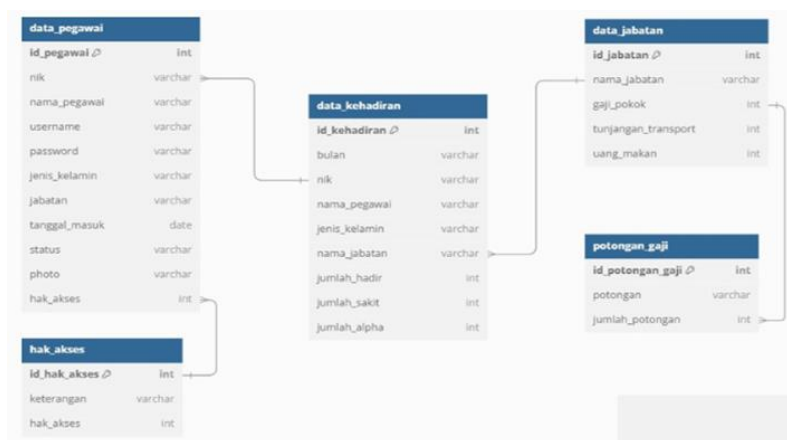 data_pegawai
id_pegawai int
nik varchar
nama_pegawai varchar
username varchar
password varchar
jenis_kelamin varchar
jabatan varchar
tanggal_masuk date
status varchar
photo varchar
hak_akses int
hak_akses
id_hak_akses int
keterangan varchar
hak_akses int
data_kehadiran
id_kehadiran int
bulan varchar
nik varchar
nama_pegawai varchar
jenis_kelamin varchar
nama_jabatan varchar
jumlah_hadir int
jumlah_sakit int
jumlah_alpha int
data_jabatan
id_jabatan int
nama_jabatan varchar
gaji_pokok int
tunjangan_transport int
uang_makan int
potongan_gaji
id_potongan_gaji int
potongan varchar
jumlah_potongan int